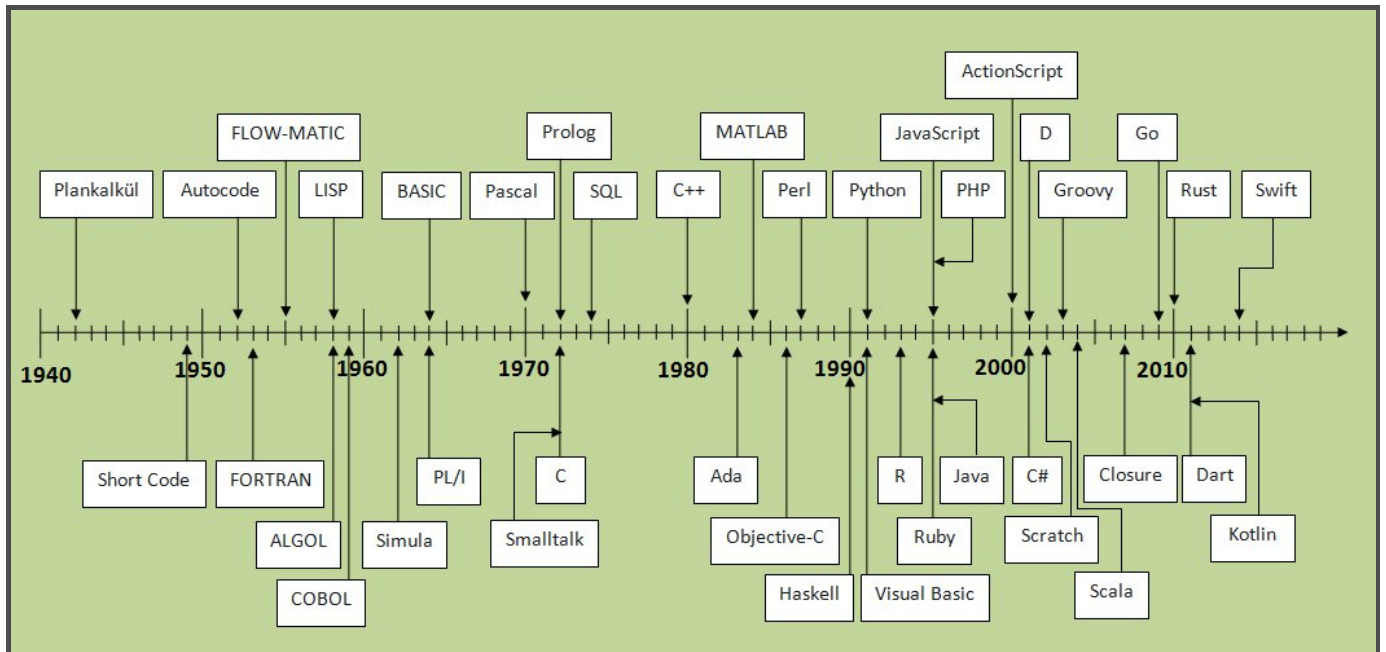 ActionScript
FLOW-MATIC
Prolog
MATLAB
JavaScript
D
Go
Plankalkül
Autocode
LISP
BASIC
Pascal
SQL
C++
Perl
Python
PHP
Groovy
Rust
Swift
1940
1950
1960
1970
1980
1990
2000
2010
Short Code
FORTRAN
PL/I
C
Ada
R
Java
C#
Closure
Dart
ALGOL
Simula
Smalltalk
Objective-C
Ruby
Scratch
Kotlin
COBOL
Haskell
Visual Basic
Scala